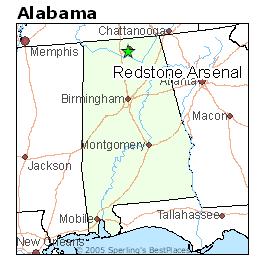 Alabama
Chattanooga
Memphis
Redstone Arsenal
Atlanta
Birmingham
Macon
Montgomery
Jackson
Tallahassee
Mobile
New Orleans
© 2005 Sperling's BestPlaces